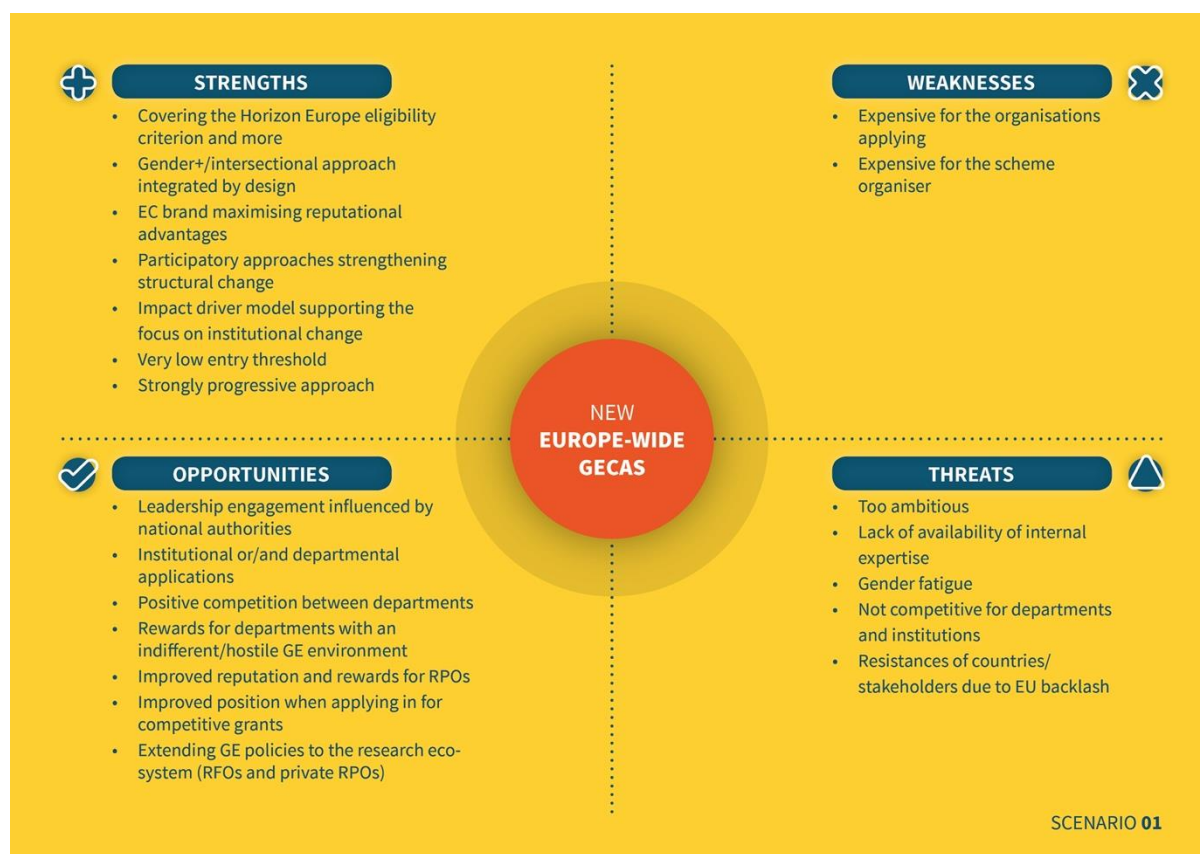 STRENGTHS
• Covering the Horizon Europe eligibility
criterion and more
• Gender+/intersectional approach
integrated by design
• EC brand maximising reputational
advantages
• Participatory approaches strengthening
structural change
• Impact driver model supporting the
focus on institutional change
• Very low entry threshold
• Strongly progressive approach
WEAKNESSES
• Expensive for the organisations
applying
• Expensive for the scheme
organiser
NEW
EUROPE-WIDE
GECAS
OPPORTUNITIES
• Leadership engagement influenced by
national authorities
• Institutional or/and departmental
applications
• Positive competition between departments
• Rewards for departments with an
indifferent/hostile GE environment
• Improved reputation and rewards for RPOs
• Improved position when applying in for
competitive grants
• Extending GE policies to the research eco-
system (RFOs and private RPOs)
THREATS
• Too ambitious
• Lack of availability of internal
expertise
• Gender fatigue
• Not competitive for departments
and institutions
• Resistances of countries/
stakeholders due to EU backlash
SCENARIO 01